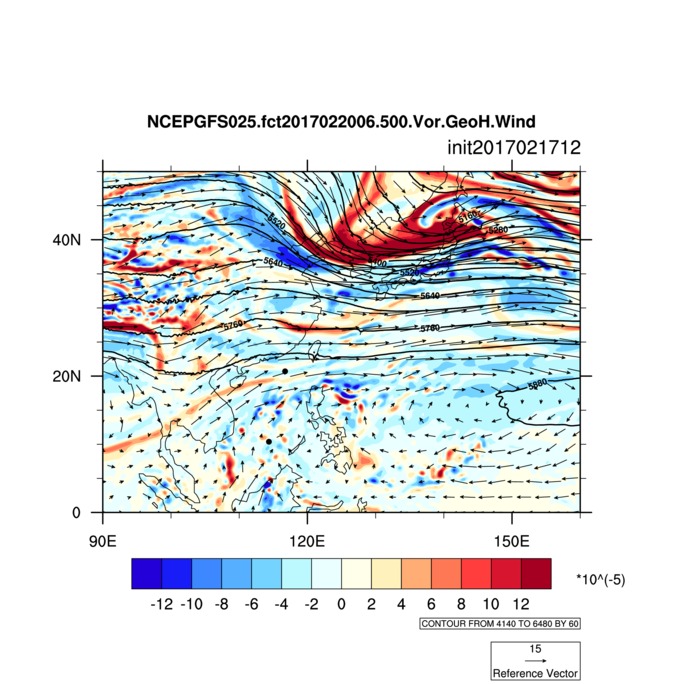 NCEPGFS025.fct2017022006.500.Vor.GeoH.Wind
init2017021712
40N
20N
0
5520
5640
5760
5400
5520
5640
5760
5160
5280
5880
90E
120E
150E
-12 -10 -8 -6 -4 -2 0 2 4 6 8 10 12
*10^(-5)
CONTOUR FROM 4140 TO 6480 BY 60
15
Reference Vector